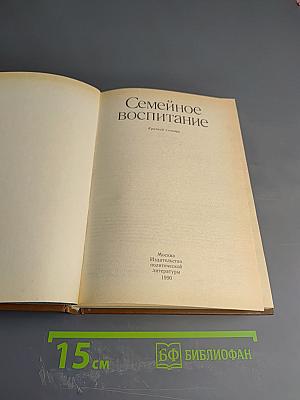 Семейное
воспитание
Краткий словарь
Москва
Издательство
политической
литературы
1990
15 см
БФ БИБЛИОФАН